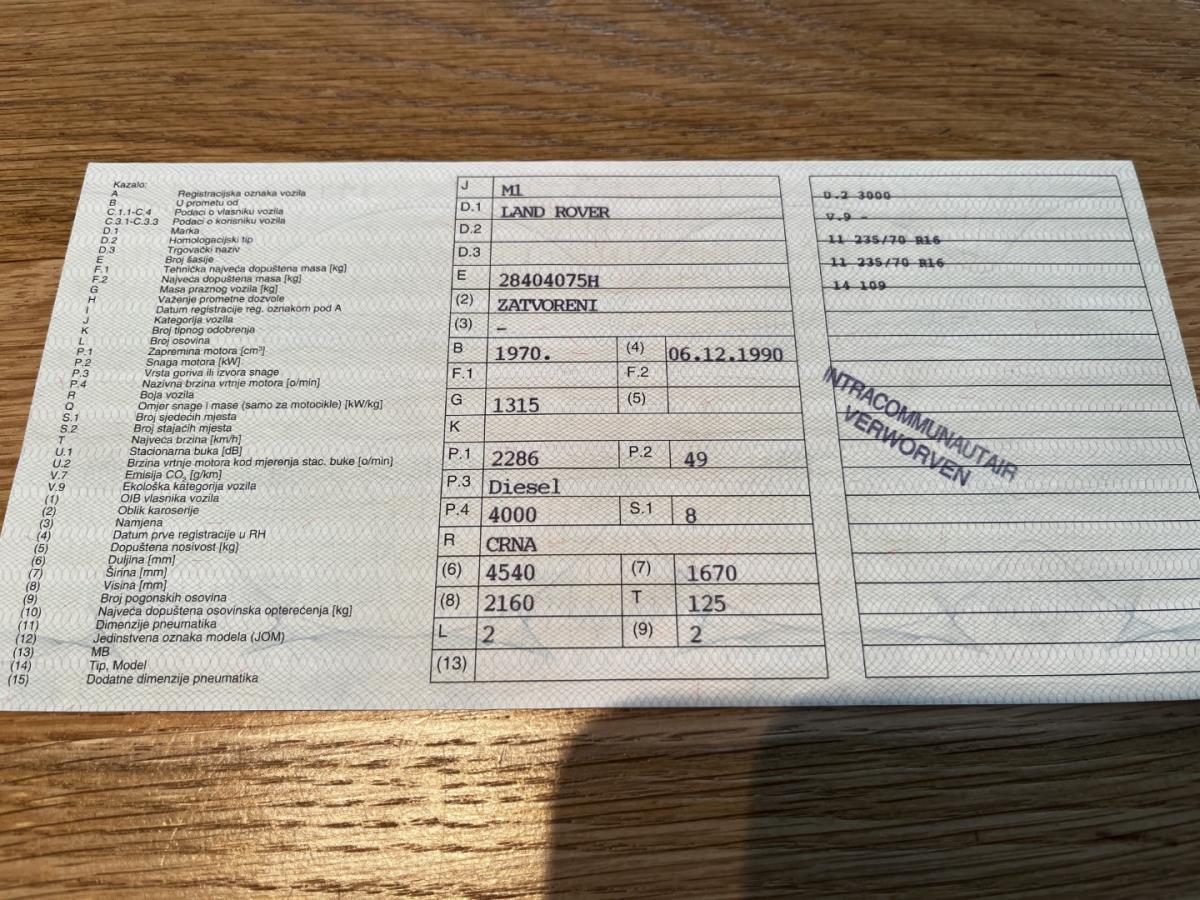 Kazalo:
A Registracijska oznaka vozila
B U prometu od
C.1.1-C.4 Podaci o vlasniku vozila
C.3.1-C.3.3 Podaci o korisniku vozila
D.1 Marka
D.2 Homologacijski tip
D.3 Trgovački naziv
E Broj šasije
F.1 Tehnička najveća dopuštena masa [kg]
F.2 Najveća dopuštena masa [kg]
G Masa praznog vozila [kg]
H Važenje prometne dozvole
I Datum registracije reg. oznakom pod A
J Kategorija vozila
K Broj tipnog odobrenja
L Broj osovina
P.1 Zapremina motora [cm³]
P.2 Snaga motora [kW]
P.3 Vrsta goriva ili izvora snage
P.4 Nazivna brzina vrtnje motora [o/min]
R Boja vozila
Q Omjer snage i mase (samo za motocikle) [kW/kg]
S.1 Broj sjedećih mjesta
S.2 Broj stajaćih mjesta
T Najveća brzina [km/h]
U.1 Stacionarna buka [dB]
U.2 Brzina vrtnje motora kod mjerenja stac. buke [o/min]
V.7 Emisija CO₂ [g/km]
V.9 Ekološka kategorija vozila
(1) OIB vlasnika vozila
(2) Oblik karoserije
(3) Namjena
(4) Datum prve registracije u RH
(5) Dopuštena nosivost [kg]
(6) Duljina [mm]
(7) Širina [mm]
(8) Visina [mm]
(9) Broj pogonskih osovina
(10) Najveća dopuštena osovinska opterećenja [kg]
(11) Dimenzije pneumatika
(12) Jedinstvena oznaka modela (JOM)
(13) MB
(14) Tip, Model
(15) Dodatne dimenzije pneumatika
J M1
D.1 LAND ROVER
D.2
D.3
E 28404075H
(2) ZATVORENI
(3) –
B 1970. (4) 06.12.1990
F.1 F.2
G 1315 (5)
K
P.1 2286 P.2 49
P.3 Diesel
P.4 4000 S.1 8
R CRNA
(6) 4540 (7) 1670
(8) 2160 T 125
L 2 (9) 2
(13)
U.2 3000
V.9 -
11 235/70 R16
11 235/70 R16
14 109
INTRACOMMUNAUTAIR
VERWORVEN